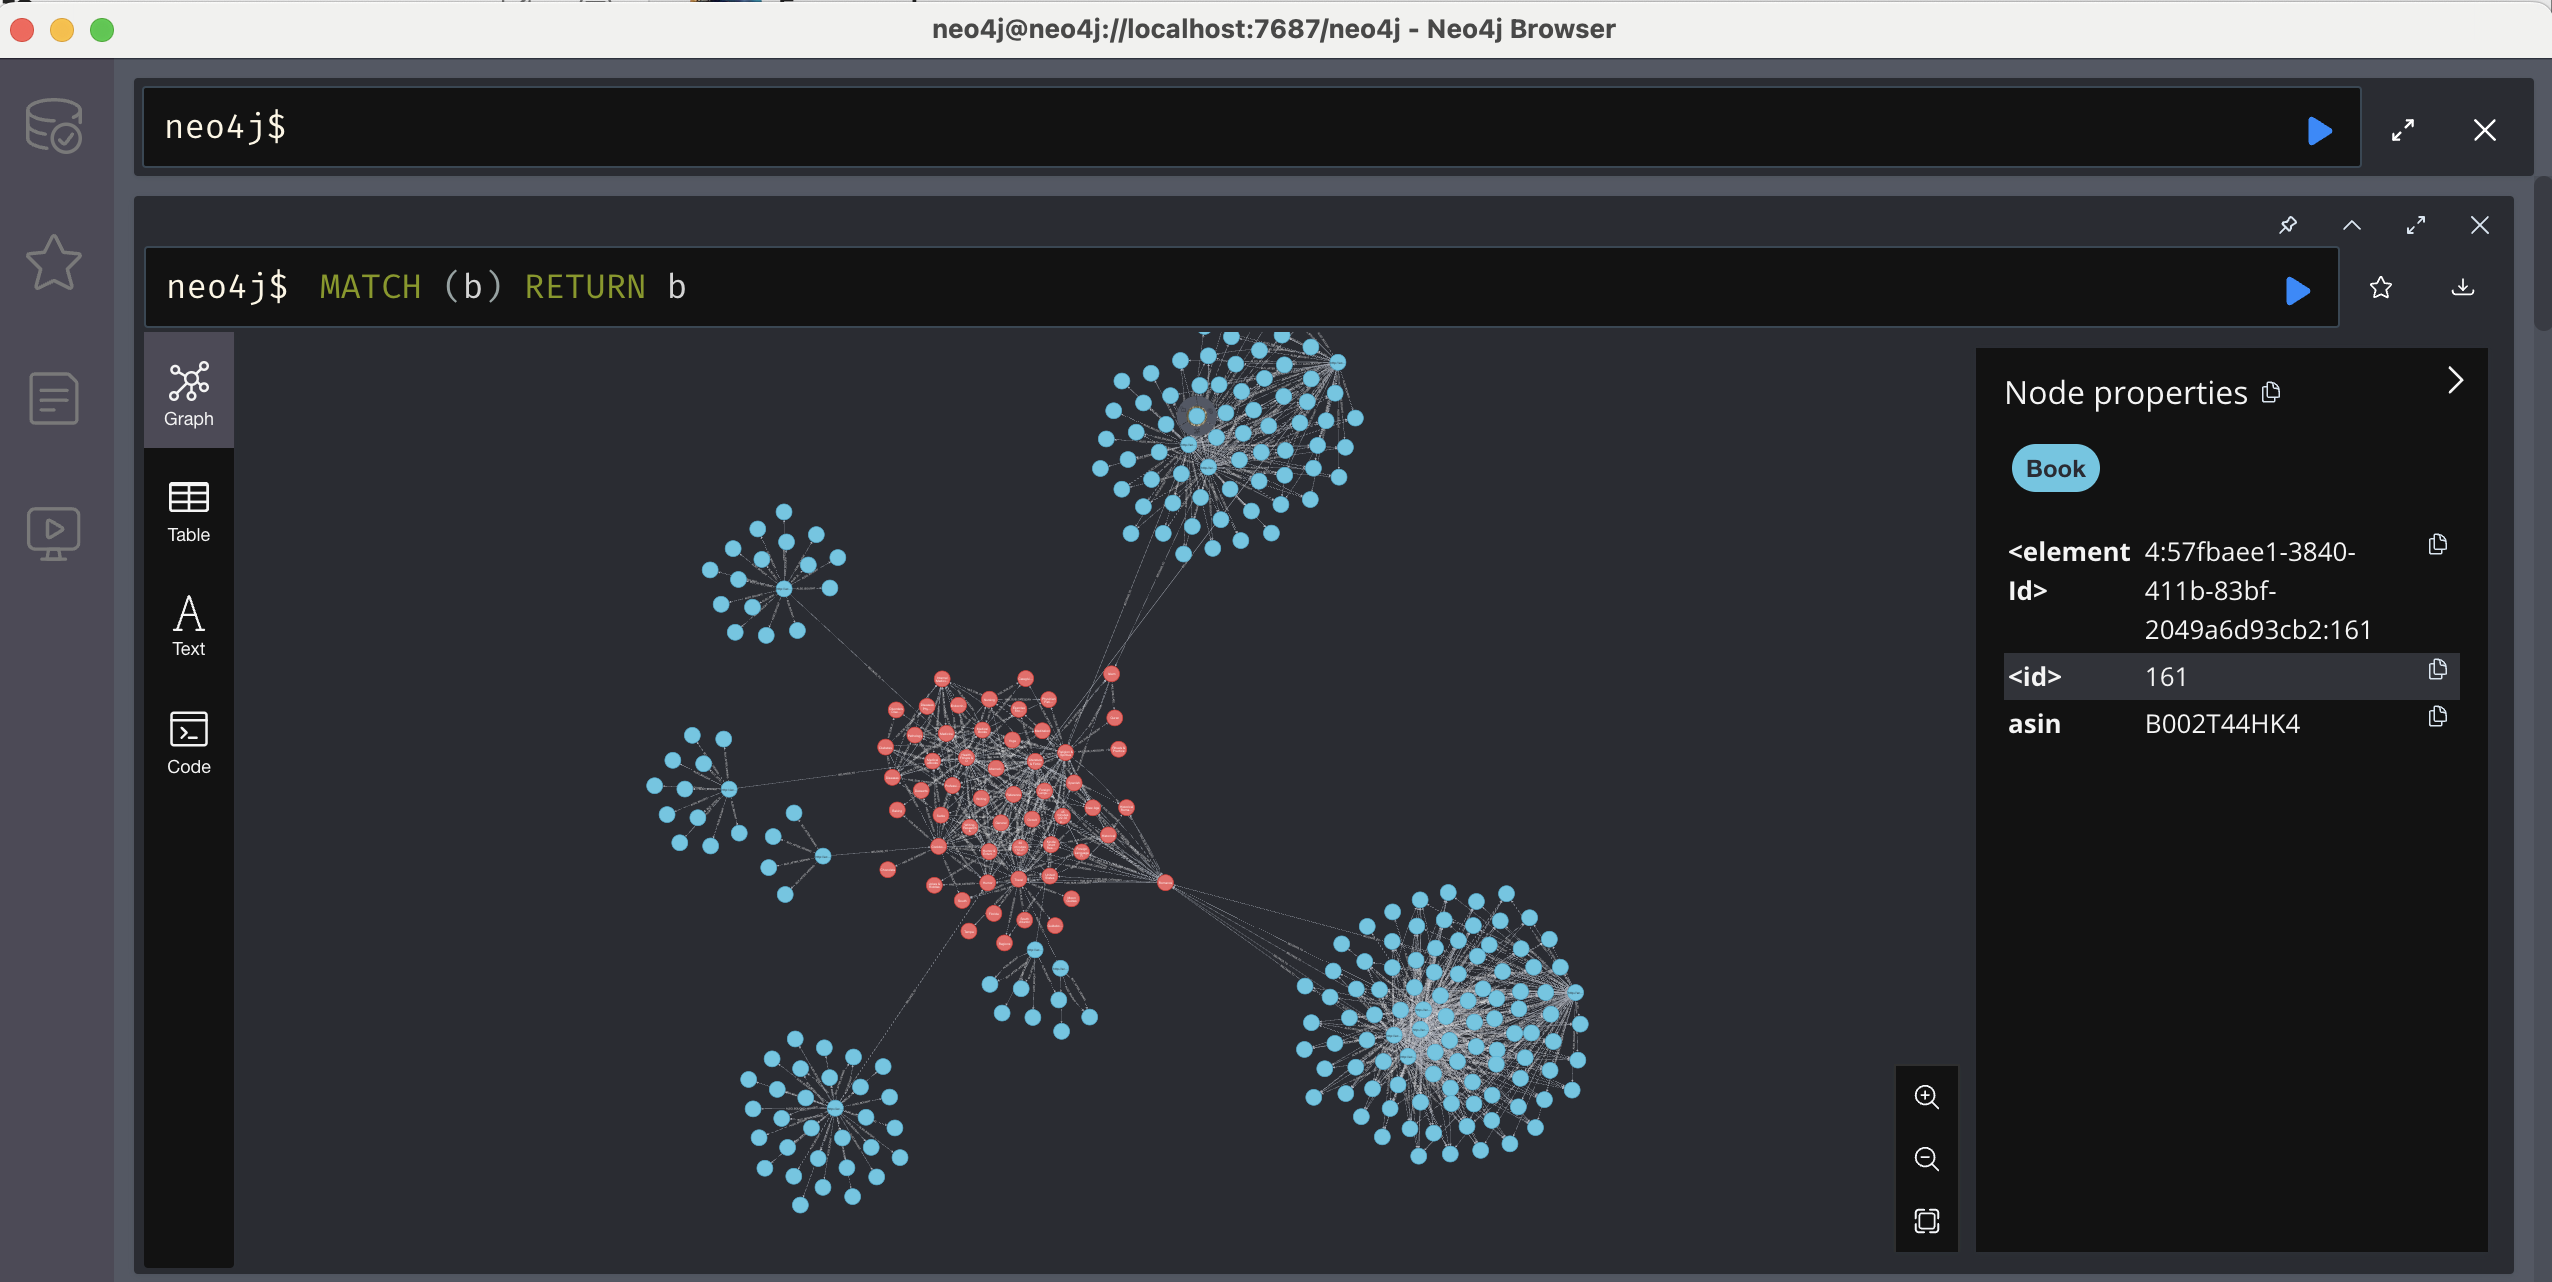 neo4j@neo4j://localhost:7687/neo4j - Neo4j Browser
neo4j$
neo4j$ MATCH (b) RETURN b
Graph
Table
Text
Code
Node properties
Book
<element
Id>
4:57fbaee1-3840-
411b-83bf-
2049a6d93cb2:161
<id> 161
asin B002T44HK4